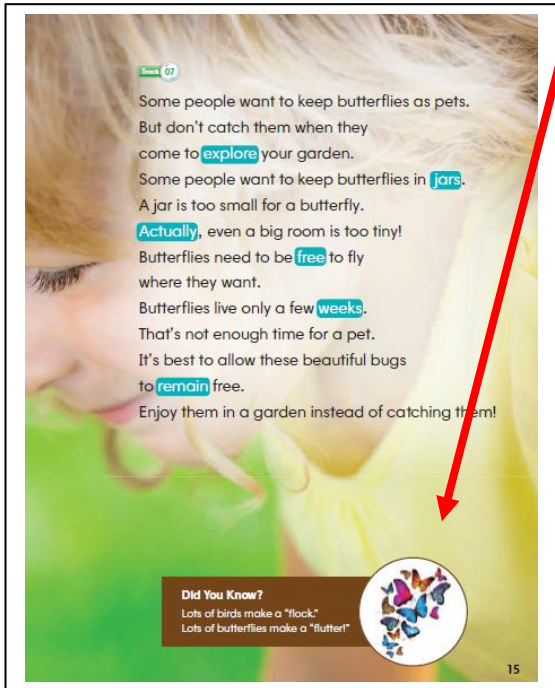 Track 07
Some people want to keep butterflies as pets.
But don't catch them when they
come to explore your garden.
Some people want to keep butterflies in jars.
A jar is too small for a butterfly.
Actually, even a big room is too tiny!
Butterflies need to be free to fly
where they want.
Butterflies live only a few weeks.
That's not enough time for a pet.
It's best to allow these beautiful bugs
to remain free.
Enjoy them in a garden instead of catching them!
Did You Know?
Lots of birds make a "flock."
Lots of butterflies make a "flutter!"
15